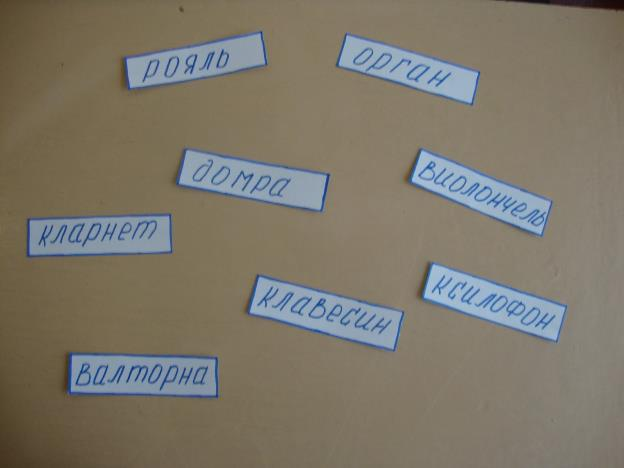 рояль
орган
домра
виолончель
кларнет
клавесин
ксилофон
валторна